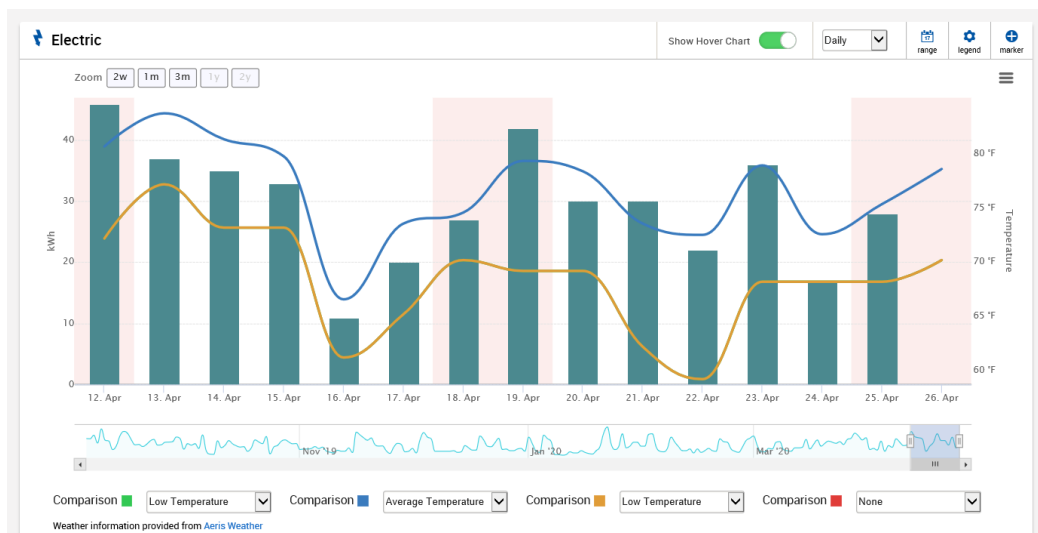 Electric
Show Hover Chart
Daily
17
range
legend
marker
Zoom 2w 1m 3m 1y 2y
40
30
20
10
0
kWh
80 °F
75 °F
70 °F
65 °F
60 °F
Temperature
12. Apr 13. Apr 14. Apr 15. Apr 16. Apr 17. Apr 18. Apr 19. Apr 20. Apr 21. Apr 22. Apr 23. Apr 24. Apr 25. Apr 26. Apr
Nov '19 Jan '20 Mar '20
Comparison Low Temperature Comparison Average Temperature Comparison Low Temperature Comparison None
Weather information provided from Aeris Weather